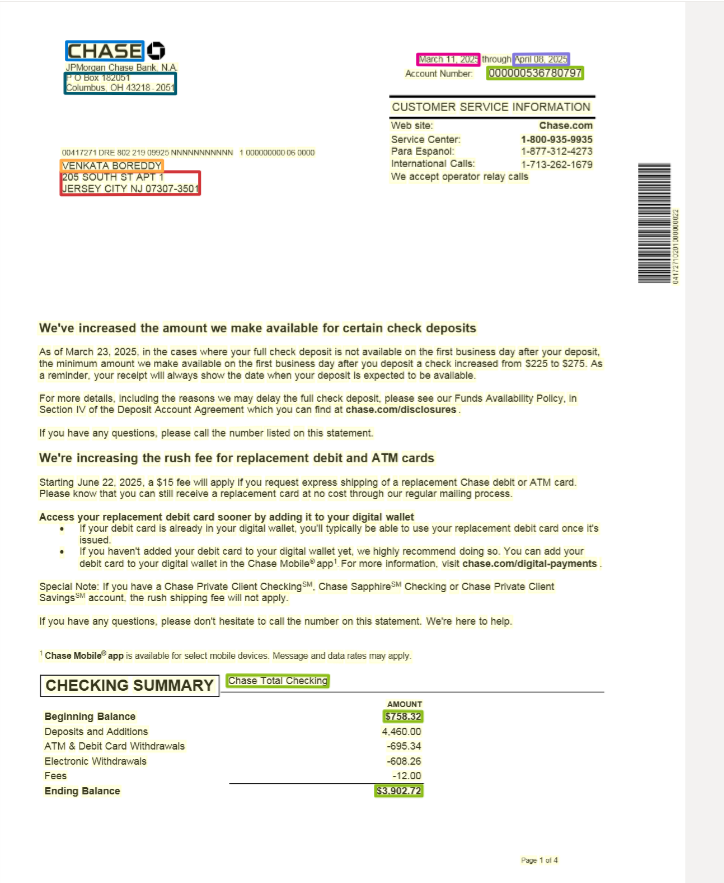 CHASE
JPMorgan Chase Bank, N.A.
P O Box 182051
Columbus, OH 43218 - 2051
March 11, 2025 through April 08, 2025
Account Number: 000000536780797
CUSTOMER SERVICE INFORMATION
Web site: Chase.com
Service Center: 1-800-935-9935
Para Espanol: 1-877-312-4273
International Calls: 1-713-262-1679
We accept operator relay calls
00417271 DRE 802 219 09925 NNNNNNNNNNN 1 000000000 06 0000
VENKATA BOREDDY
205 SOUTH ST APT 1
JERSEY CITY NJ 07307-3501
We've increased the amount we make available for certain check deposits
As of March 23, 2025. in the cases where your full check deposit is not available on the first business day after your deposit,
the minimum amount we make available on the first business day after you deposit a check increased from $225 to $275. As
a reminder, your receipt will always show the date when your deposit is expected to be available.
For more details, including the reasons we may delay the full check deposit, please see our Funds Availability Policy, in
Section IV of the Deposit Account Agreement which you can find at chase.com/disclosures .
If you have any questions, please call the number listed on this statement.
We're increasing the rush fee for replacement debit and ATM cards
Starting June 22, 2025, a $15 fee will apply if you request express shipping of a replacement Chase debit or ATM card.
Please know that you can still receive a replacement card at no cost through our regular mailing process.
Access your replacement debit card sooner by adding it to your digital wallet
• If your debit card is already in your digital wallet, you'll typically be able to use your replacement debit card once it's
issued.
• If you haven't added your debit card to your digital wallet yet, we highly recommend doing so. You can add your
debit card to your digital wallet in the Chase Mobile® app¹. For more information, visit chase.com/digital-payments .
Special Note: If you have a Chase Private Client Checking℠, Chase Sapphire℠ Checking or Chase Private Client
Savings℠ account, the rush shipping fee will not apply.
If you have any questions, please don't hesitate to call the number on this statement. We're here to help.
¹ Chase Mobile® app is available for select mobile devices. Message and data rates may apply.
CHECKING SUMMARY Chase Total Checking
AMOUNT
Beginning Balance $758.32
Deposits and Additions 4,460.00
ATM & Debit Card Withdrawals -695.34
Electronic Withdrawals -608.26
Fees -12.00
Ending Balance $3,902.72
Page 1 of 4